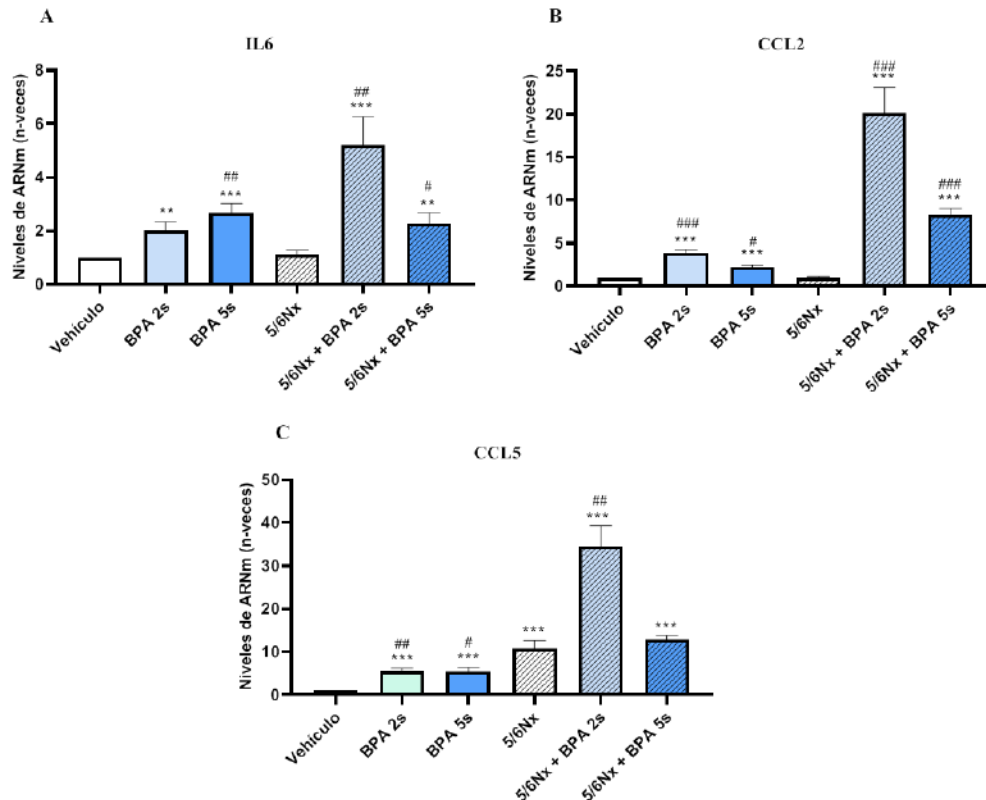 A
IL6
Niveles de ARNm (n-veces)
8
6
4
2
0
**
##
***
##
***
#
**
Vehículo
BPA 2s
BPA 5s
5/6Nx
5/6Nx + BPA 2s
5/6Nx + BPA 5s
B
CCL2
Niveles de ARNm (n-veces)
25
20
15
10
5
0
###
***
#
***
###
***
###
***
Vehículo
BPA 2s
BPA 5s
5/6Nx
5/6Nx + BPA 2s
5/6Nx + BPA 5s
C
CCL5
Niveles de ARNm (n-veces)
50
40
30
20
10
0
##
***
#
***
***
##
***
***
Vehículo
BPA 2s
BPA 5s
5/6Nx
5/6Nx + BPA 2s
5/6Nx + BPA 5s